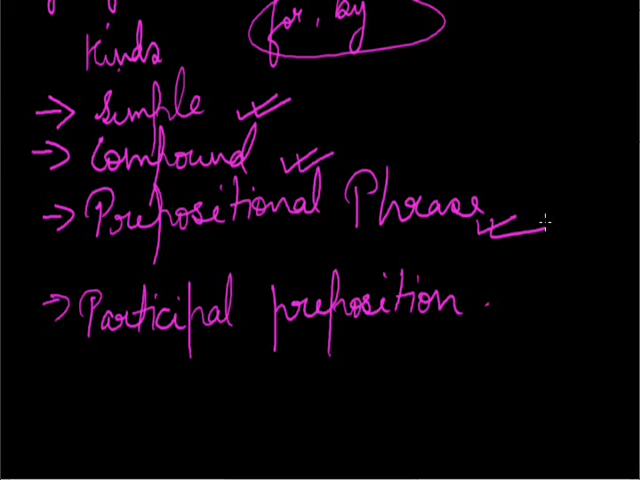 for, by
Kinds
→ Simple
→ Compound
→ Prepositional Phrase
→ Participal preposition.